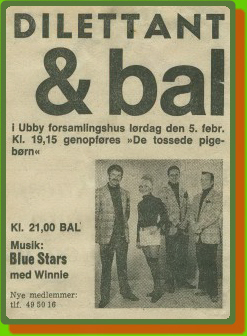 DILETTANT
& bal
i Ubby forsamlingshus lørdag den 5. febr.
Kl. 19,15 genopføres »De tossede pige-
børn«
Kl. 21,00 BAL
Musik:
Blue Stars
med Winnie
Nye medlemmer:
tlf. 49 50 16